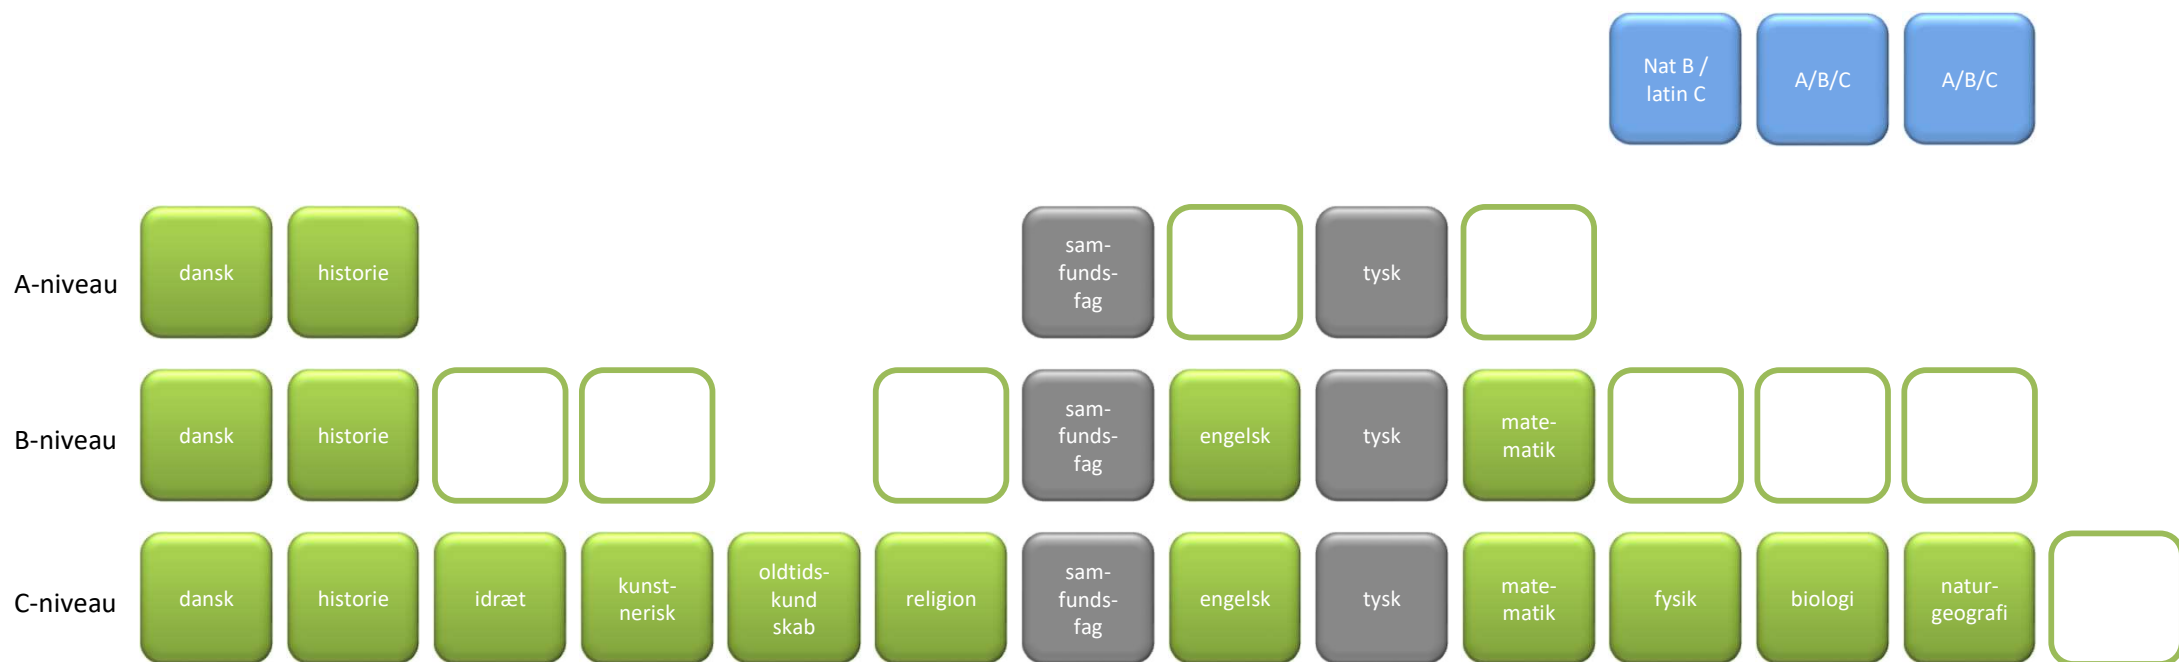 Nat B /
latin C
A/B/C
A/B/C
A-niveau
dansk
historie
sam-
funds-
fag
tysk
B-niveau
dansk
historie
sam-
funds-
fag
engelsk
tysk
mate-
matik
C-niveau
dansk
historie
idræt
kunst-
nerisk
oldtids-
kund
skab
religion
sam-
funds-
fag
engelsk
tysk
mate-
matik
fysik
biologi
natur-
geografi